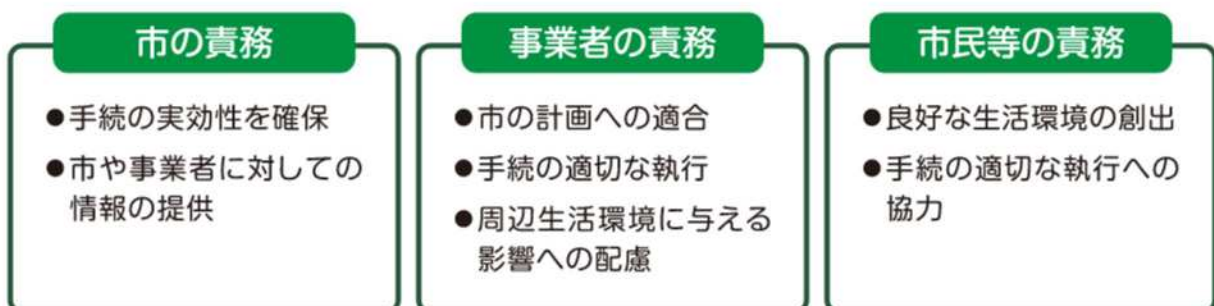 市の責務
●手続の実効性を確保
●市や事業者に対しての
情報の提供
事業者の責務
●市の計画への適合
●手続の適切な執行
●周辺生活環境に与える
影響への配慮
市民等の責務
●良好な生活環境の創出
●手続の適切な執行への
協力